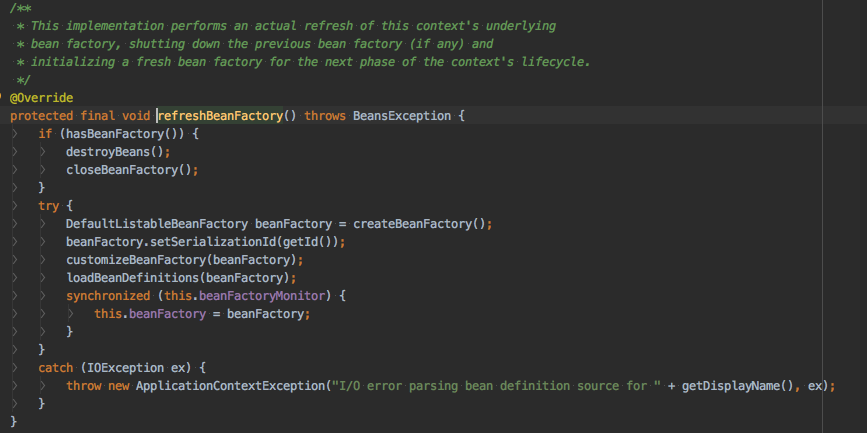 /**
 * This implementation performs an actual refresh of this context's underlying
 * bean factory, shutting down the previous bean factory (if any) and
 * initializing a fresh bean factory for the next phase of the context's lifecycle.
 */
@Override
protected final void refreshBeanFactory() throws BeansException {
    if (hasBeanFactory()) {
        destroyBeans();
        closeBeanFactory();
    }
    try {
        DefaultListableBeanFactory beanFactory = createBeanFactory();
        beanFactory.setSerializationId(getId());
        customizeBeanFactory(beanFactory);
        loadBeanDefinitions(beanFactory);
        synchronized (this.beanFactoryMonitor) {
            this.beanFactory = beanFactory;
        }
    }
    catch (IOException ex) {
        throw new ApplicationContextException("I/O error parsing bean definition source for " + getDisplayName(), ex);
    }
}